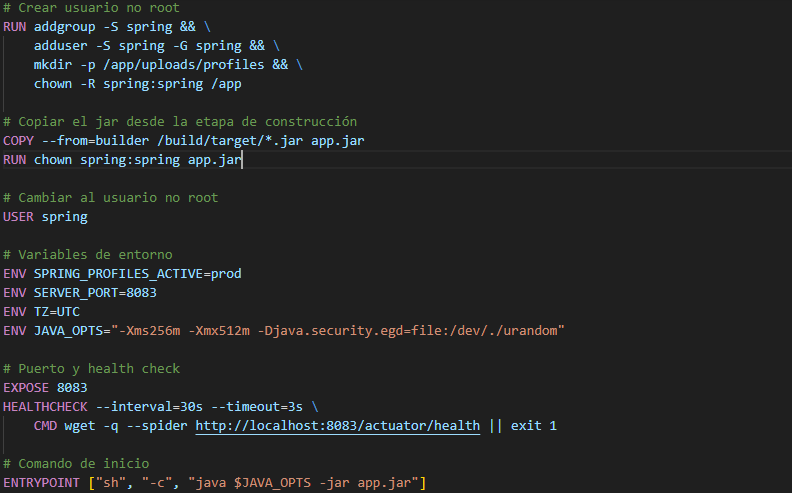 # Crear usuario no root
RUN addgroup -S spring && \
    adduser -S spring -G spring && \
    mkdir -p /app/uploads/profiles && \
    chown -R spring:spring /app

# Copiar el jar desde la etapa de construcción
COPY --from=builder /build/target/*.jar app.jar
RUN chown spring:spring app.jar

# Cambiar al usuario no root
USER spring

# Variables de entorno
ENV SPRING_PROFILES_ACTIVE=prod
ENV SERVER_PORT=8083
ENV TZ=UTC
ENV JAVA_OPTS="-Xms256m -Xmx512m -Djava.security.egd=file:/dev/./urandom"

# Puerto y health check
EXPOSE 8083
HEALTHCHECK --interval=30s --timeout=3s \
    CMD wget -q --spider http://localhost:8083/actuator/health || exit 1

# Comando de inicio
ENTRYPOINT ["sh", "-c", "java $JAVA_OPTS -jar app.jar"]